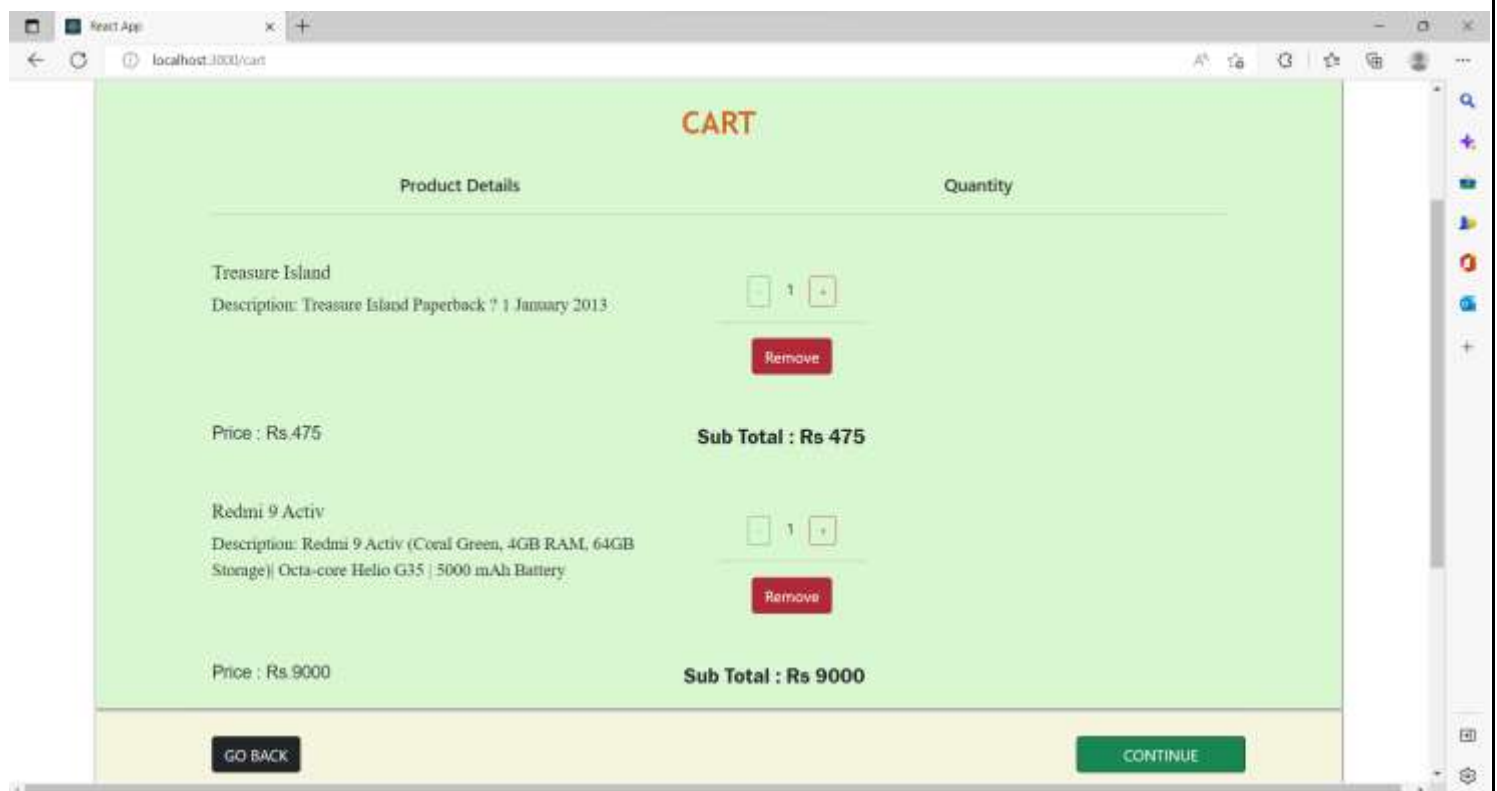 React App
localhost:3000/cart
CART
Product Details Quantity
Treasure Island
Description: Treasure Island Paperback ? 1 January 2013
- 1 +
Remove
Price : Rs.475
Sub Total : Rs 475
Redmi 9 Activ
Description: Redmi 9 Activ (Coral Green, 4GB RAM, 64GB
Storage)| Octa-core Helio G35 | 5000 mAh Battery
- 1 +
Remove
Price : Rs.9000
Sub Total : Rs 9000
GO BACK
CONTINUE